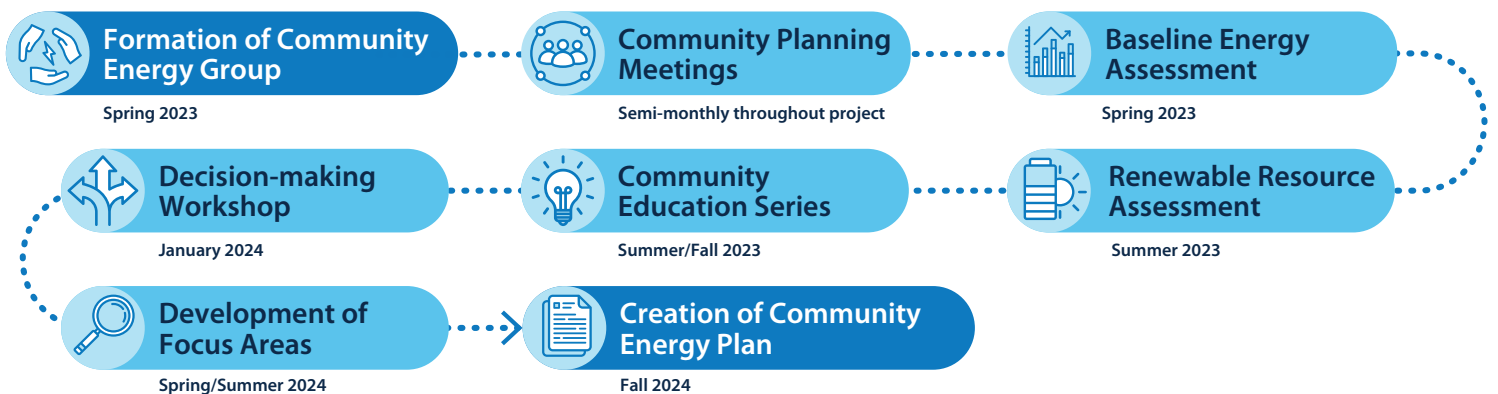 Formation of Community
Energy Group
Spring 2023
Community Planning
Meetings
Semi-monthly throughout project
Baseline Energy
Assessment
Spring 2023
Renewable Resource
Assessment
Summer 2023
Community
Education Series
Summer/Fall 2023
Decision-making
Workshop
January 2024
Development of
Focus Areas
Spring/Summer 2024
Creation of Community
Energy Plan
Fall 2024